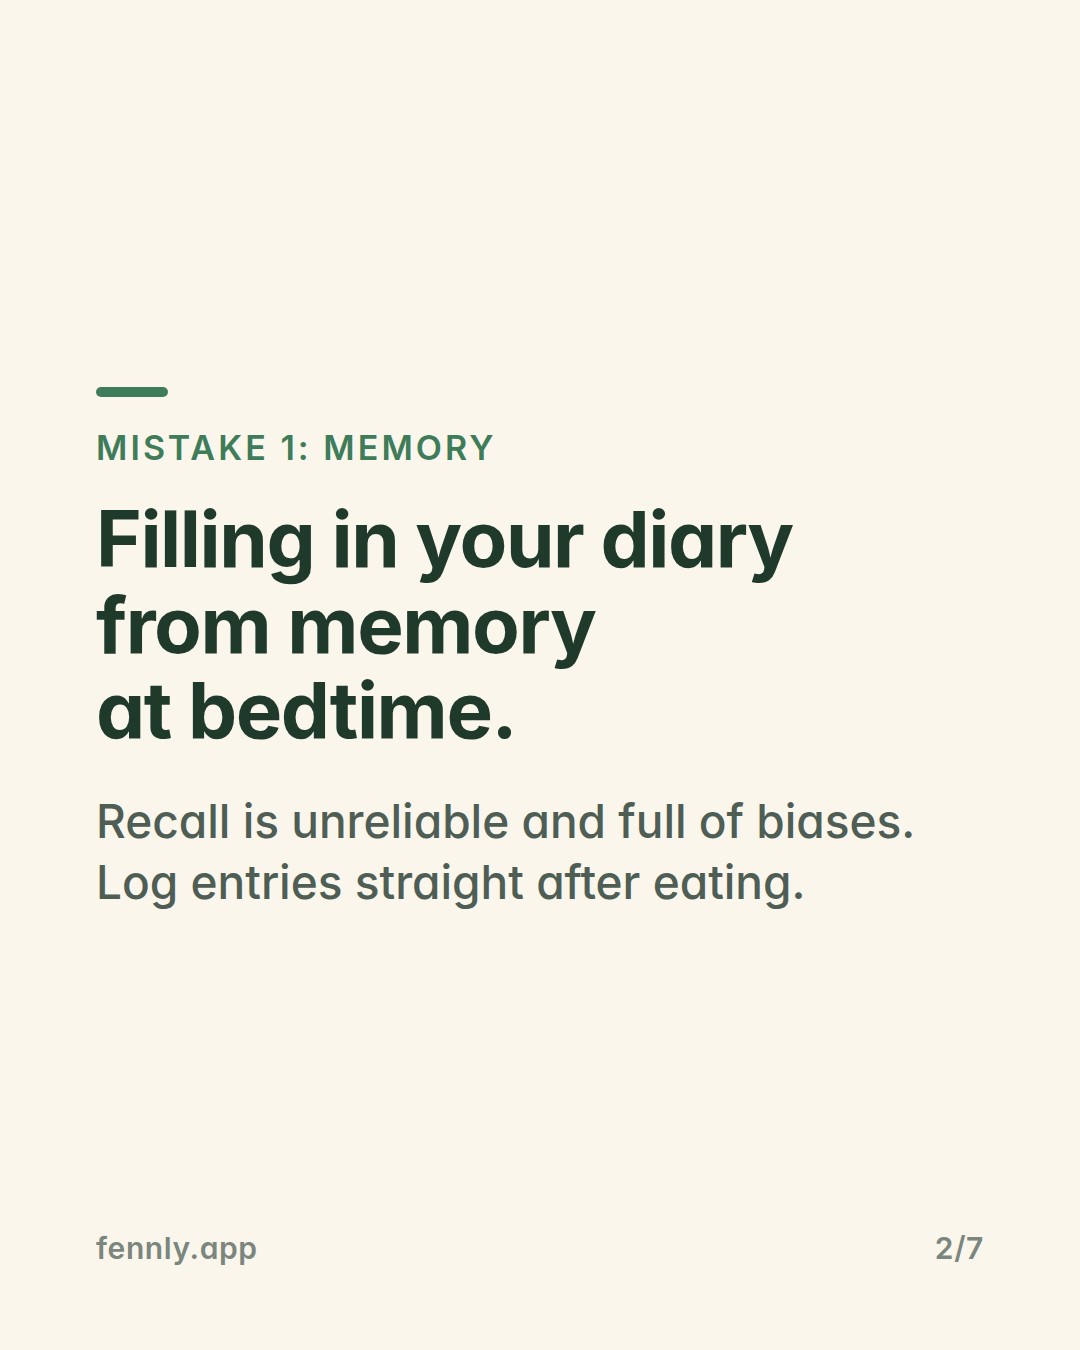 MISTAKE 1: MEMORY
Filling in your diary
from memory
at bedtime.
Recall is unreliable and full of biases.
Log entries straight after eating.
fennly.app
2/7